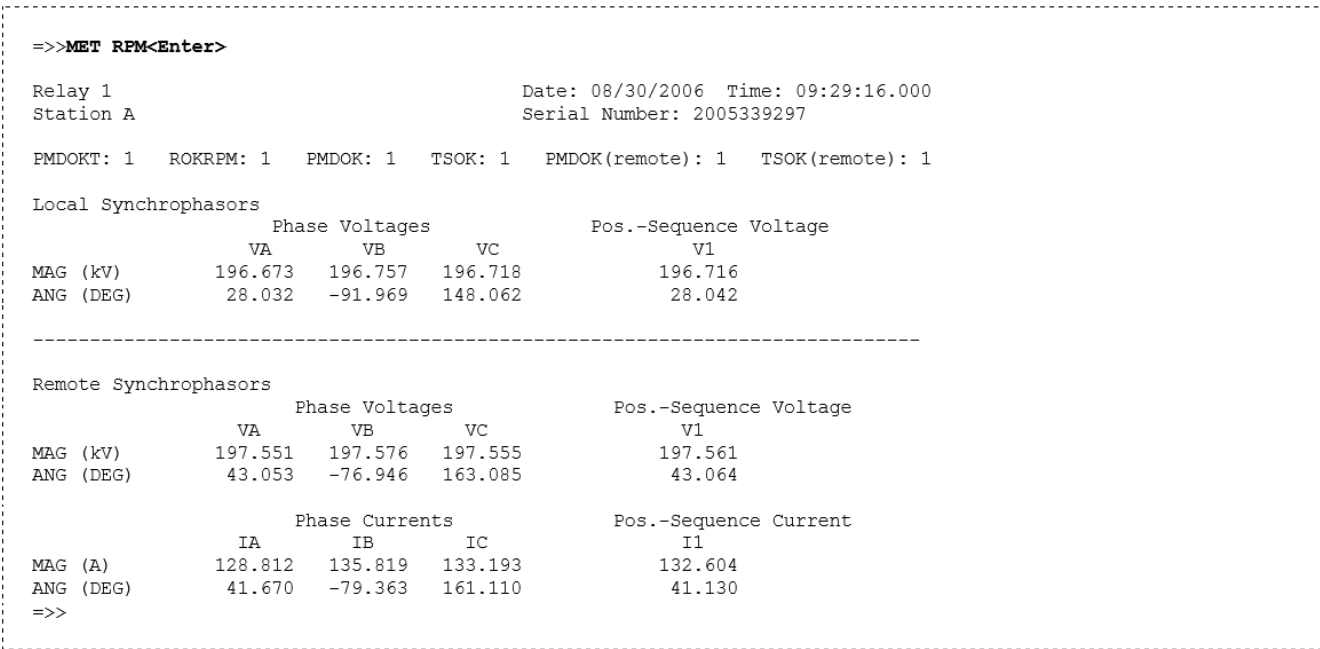 =>>MET RPM<Enter>
Relay 1 Date: 08/30/2006 Time: 09:29:16.000
Station A Serial Number: 2005339297
PMDOKT: 1 ROKRPM: 1 PMDOK: 1 TSOK: 1 PMDOK(remote): 1 TSOK(remote): 1
Local Synchrophasors
Phase Voltages Pos.-Sequence Voltage
VA VB VC V1
MAG (kV) 196.673 196.757 196.718 196.716
ANG (DEG) 28.032 -91.969 148.062 28.042
------------------------------------------------------------------------------
Remote Synchrophasors
Phase Voltages Pos.-Sequence Voltage
VA VB VC V1
MAG (kV) 197.551 197.576 197.555 197.561
ANG (DEG) 43.053 -76.946 163.085 43.064
Phase Currents Pos.-Sequence Current
IA IB IC I1
MAG (A) 128.812 135.819 133.193 132.604
ANG (DEG) 41.670 -79.363 161.110 41.130
=>>